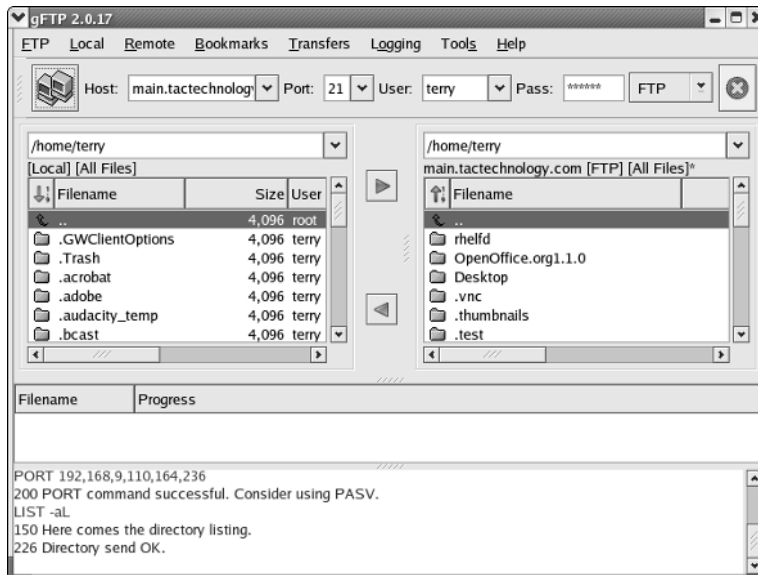 gFTP 2.0.17
FTP Local Remote Bookmarks Transfers Logging Tools Help
Host: main.tactechnolog Port: 21 User: terry Pass: ****** FTP
/home/terry
[Local] [All Files]
Filename Size User
.. 4,096 root
.GWClientOptions 4,096 terry
.Trash 4,096 terry
.acrobat 4,096 terry
.adobe 4,096 terry
.audacity_temp 4,096 terry
.bcast 4,096 terry
/home/terry
main.tactechnology.com [FTP] [All Files]*
Filename
..
rhelfd
OpenOffice.org1.1.0
Desktop
.vnc
.thumbnails
.test
Filename Progress
PORT 192,168,9,110,164,236
200 PORT command successful. Consider using PASV.
LIST -aL
150 Here comes the directory listing.
226 Directory send OK.